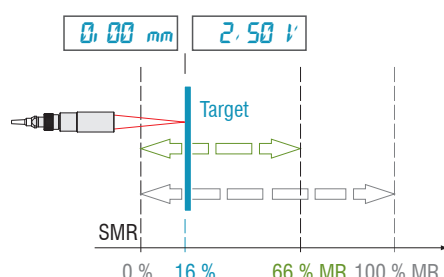 0,00 mm 2,50 V
Target
SMR
0 % 16 % 66 % MR 100 % MR